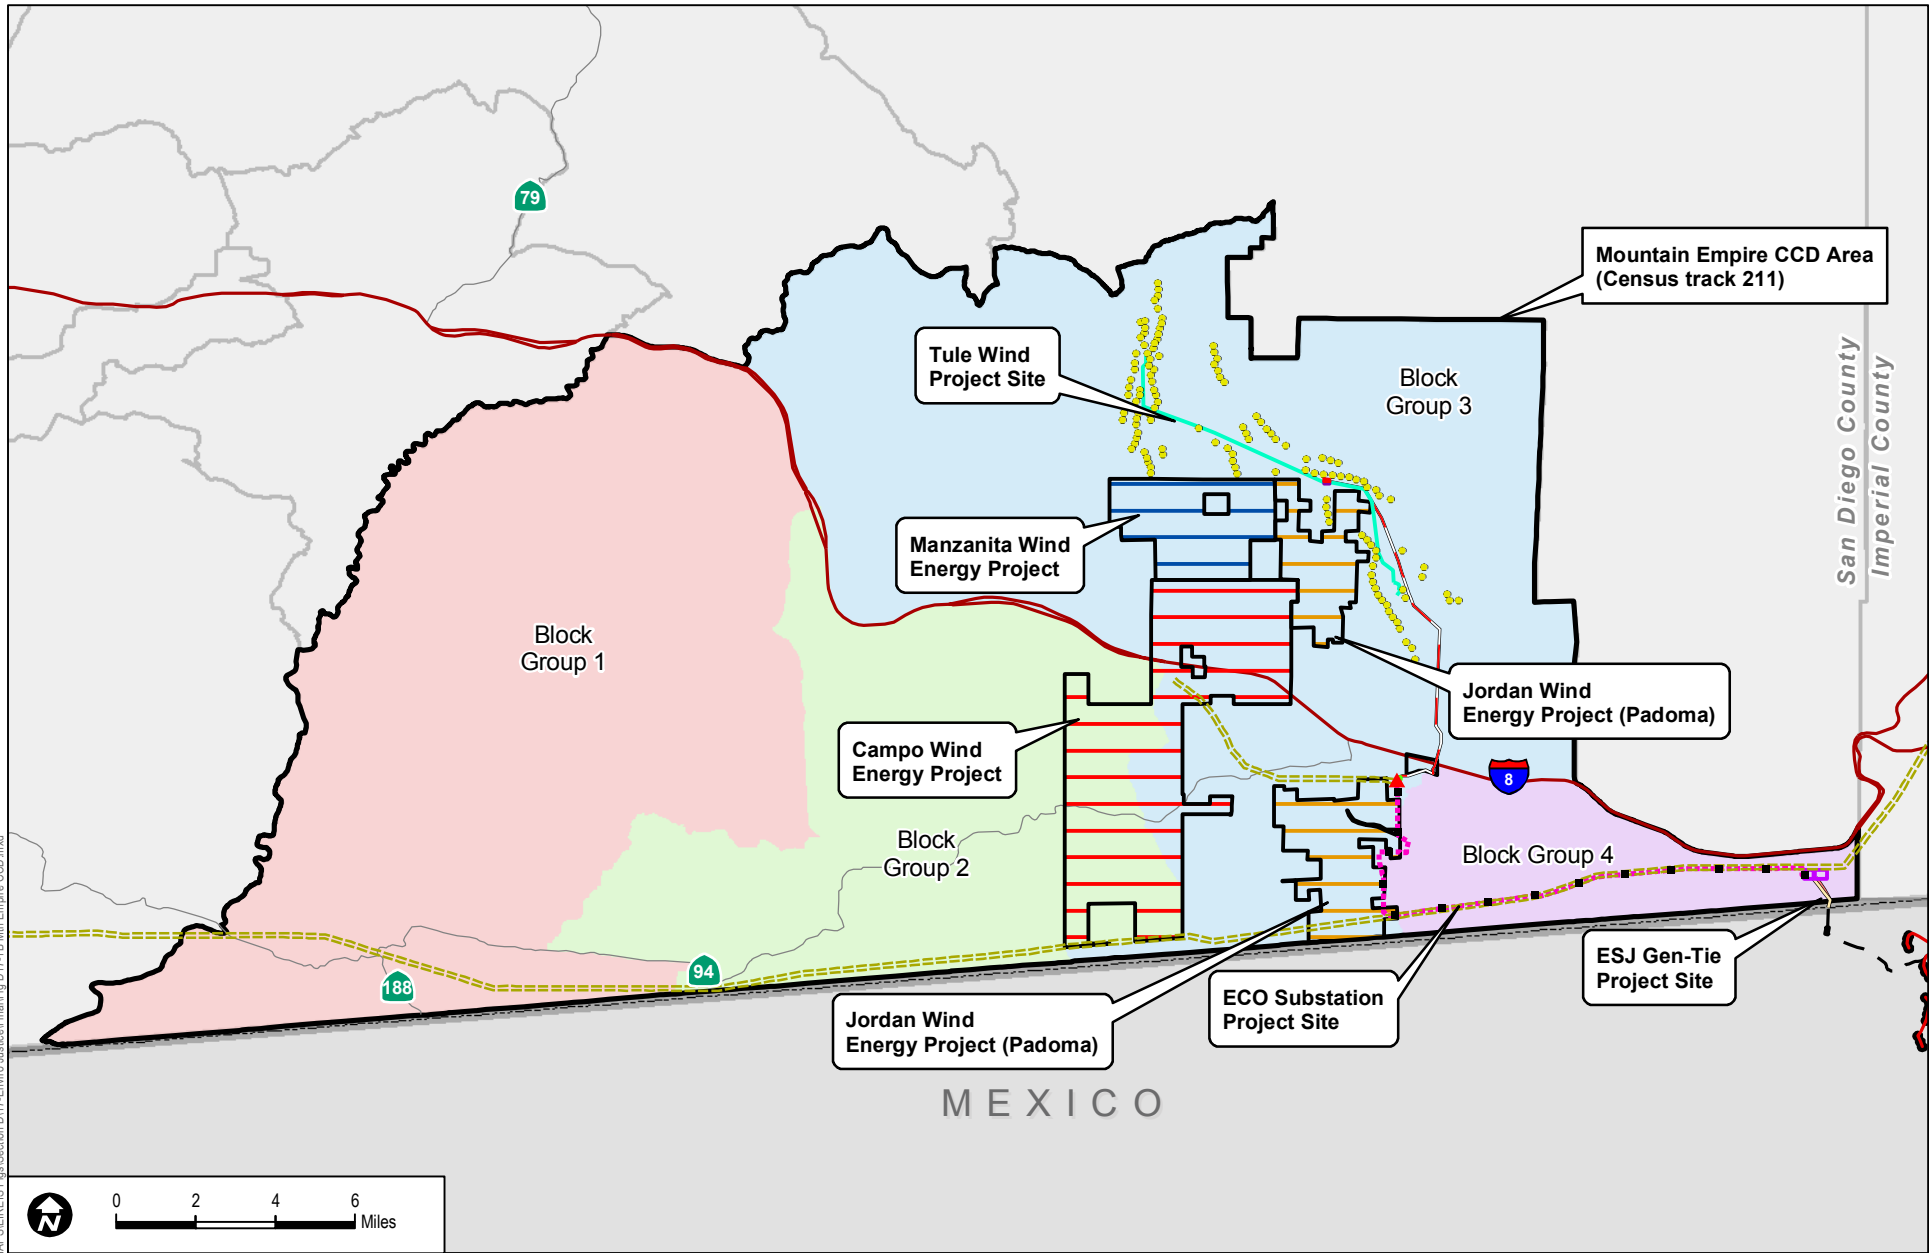 79
Mountain Empire CCD Area
(Census track 211)
Tule Wind
Project Site
Block
Group 3
San Diego County
Imperial County
Manzanita Wind
Energy Project
Block
Group 1
Jordan Wind
Energy Project (Padoma)
Campo Wind
Energy Project
8
Block
Group 2
Block Group 4
94
188
ESJ Gen-Tie
Project Site
ECO Substation
Project Site
Jordan Wind
Energy Project (Padoma)
MEXICO
N
0 2 4 6
Miles